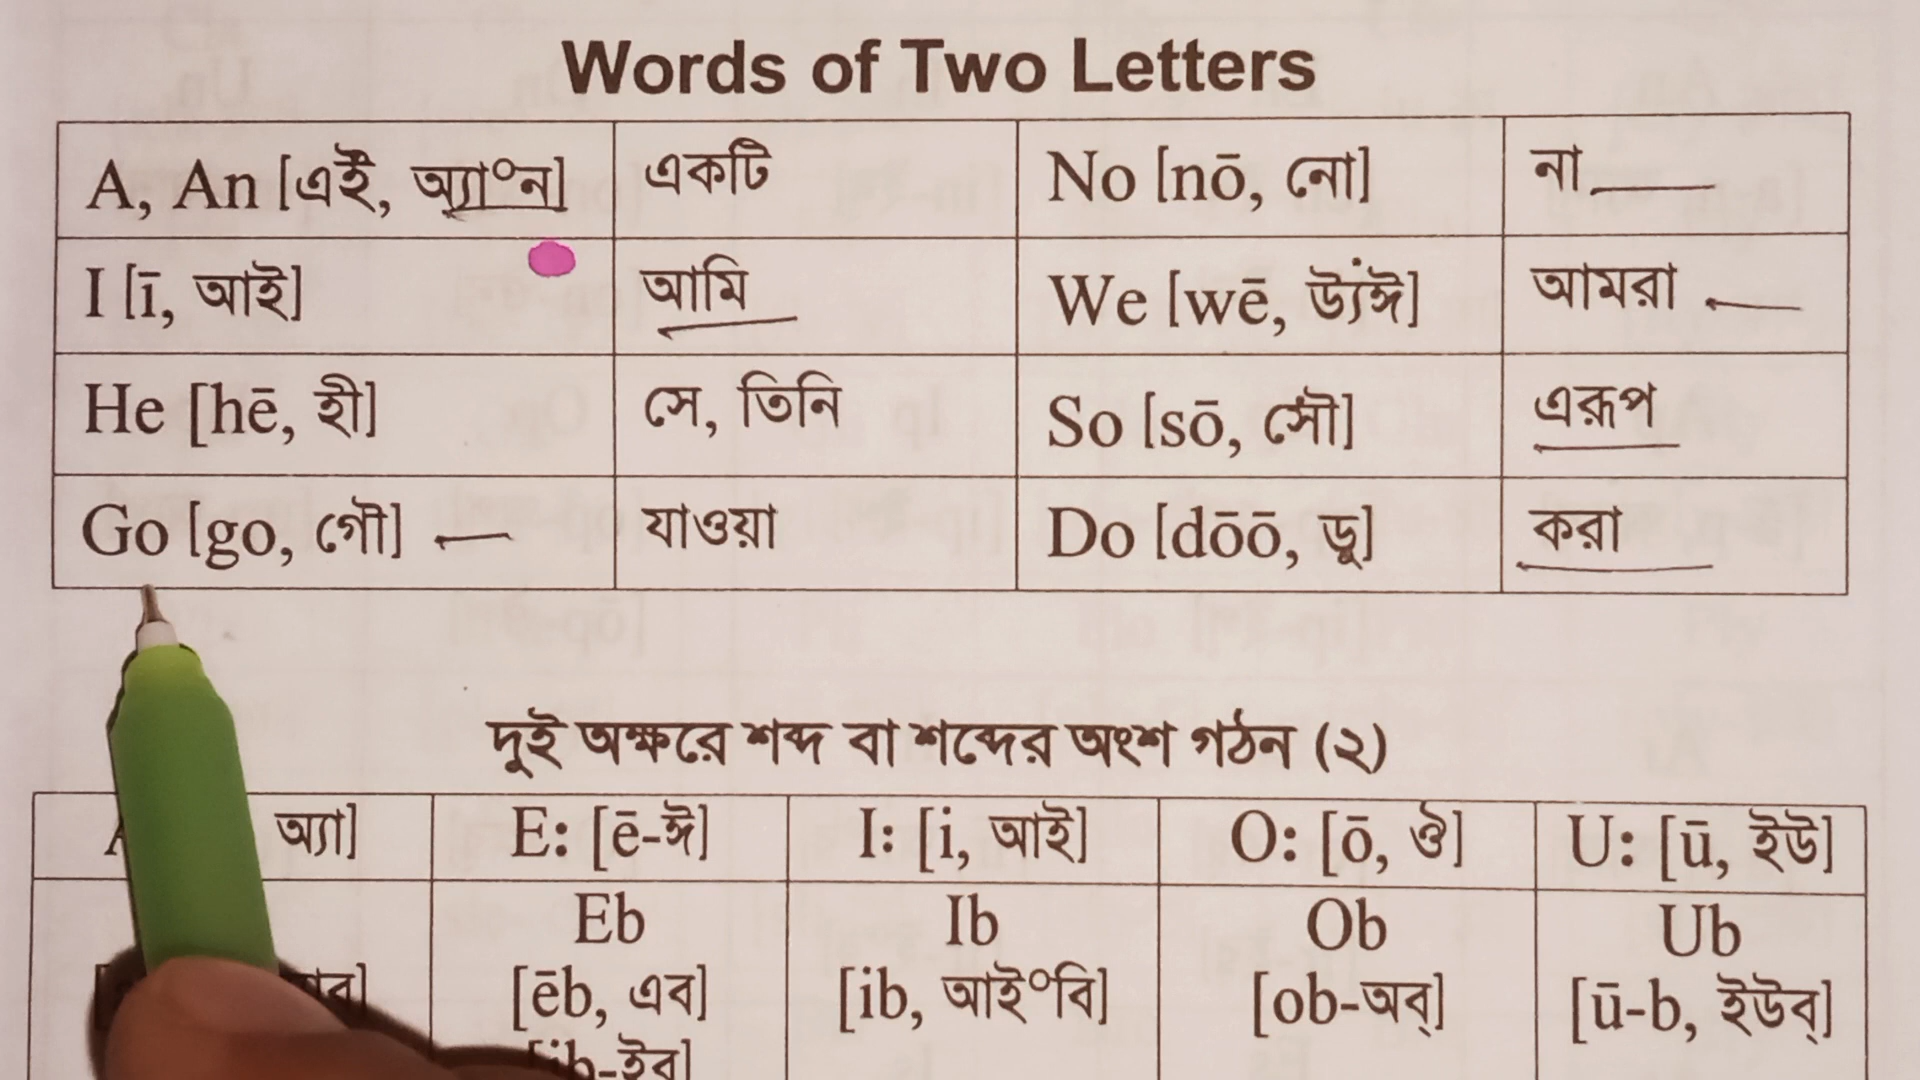 Words of Two Letters
A, An [এই, অ্যা°ন] একটি No [nō, নো] না
I [ī, আই] আমি We [wē, উ্যঈ] আমরা
He [hē, হী] সে, তিনি So [sō, সৌ] এরূপ
Go [go, গৌ] যাওয়া Do [dōō, ডু] করা
দুই অক্ষরে শব্দ বা শব্দের অংশ গঠন (২)
অ্যা] E: [ē-ঈ] I: [i, আই] O: [ō, ঔ] U: [ū, ইউ]
Eb Ib Ob Ub
[ēb, এব] [ib, আই°বি] [ob-অব্] [ū-b, ইউব্]
[ib-ইব]